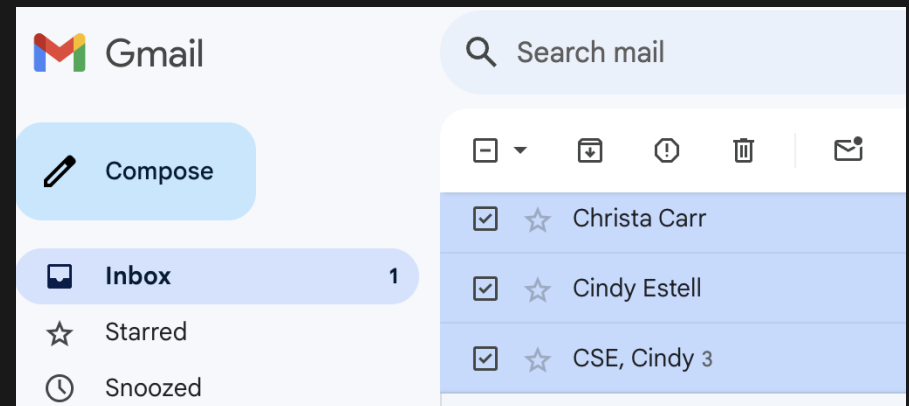 Gmail
Search mail
Compose
Inbox 1
Starred
Snoozed
Christa Carr
Cindy Estell
CSE, Cindy 3